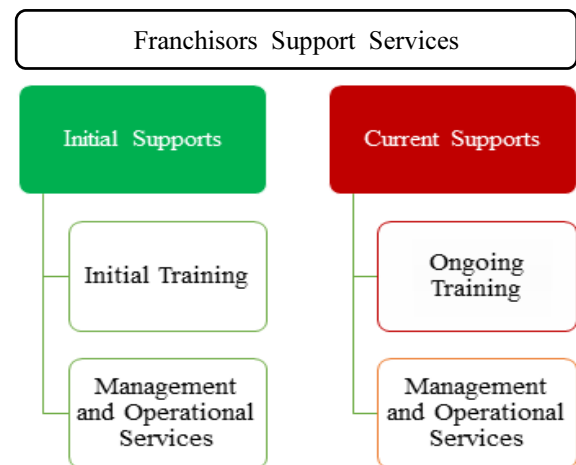 Franchisors Support Services
Initial Supports
Current Supports
Initial Training
Ongoing
Training
Management
and Operational
Services
Management
and Operational
Services